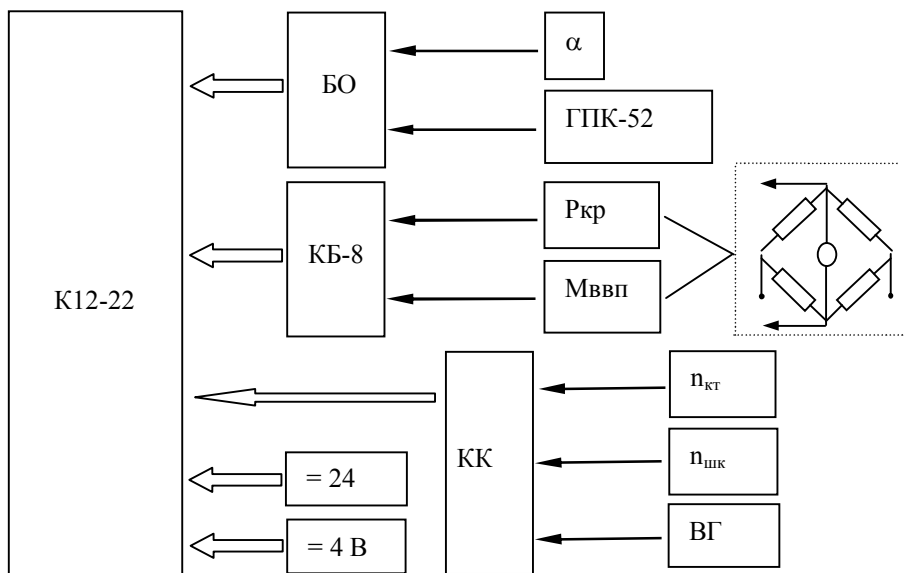 α
БО
ГПК-52
Ркр
КБ-8
Мввп
К12-22
nкт
КК
nшк
= 24
= 4 В
ВГ